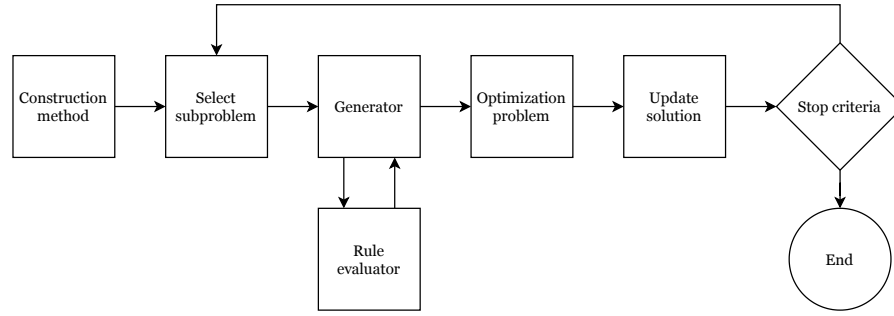 Construction
method
Select
subproblem
Generator
Optimization
problem
Update
solution
Stop criteria
Rule
evaluator
End